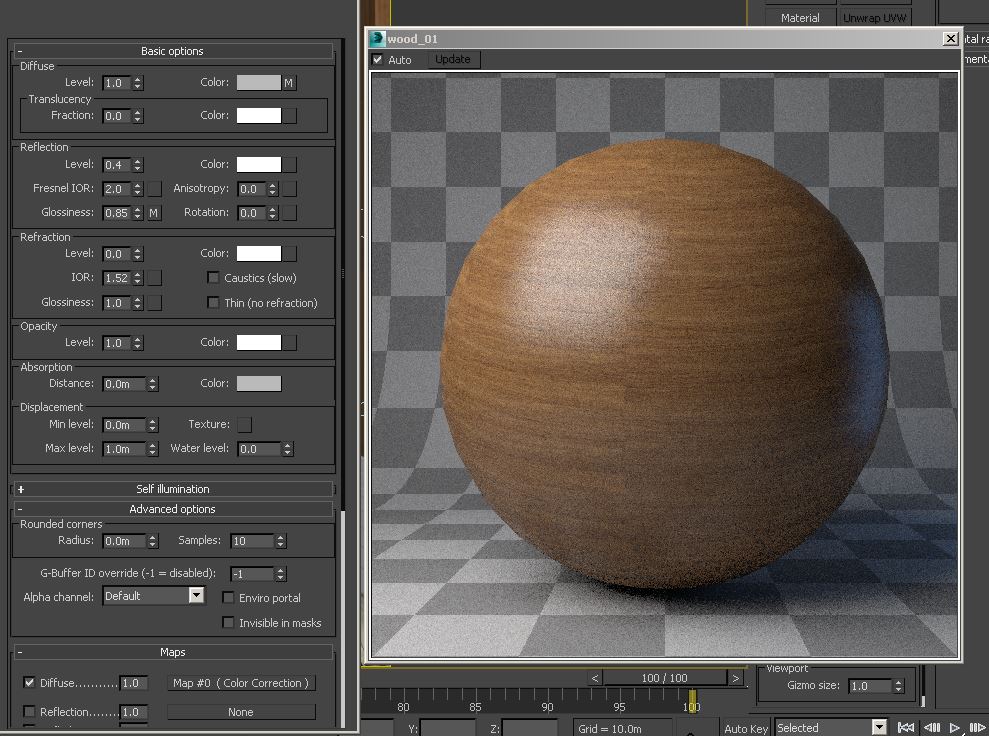 Material
Unwrap UVW
wood_01
Auto
Update
- Basic options
Diffuse
Level: 1.0 Color: M
Translucency
Fraction: 0.0 Color:
Reflection
Level: 0.4 Color:
Fresnel IOR: 2.0 Anisotropy: 0.0
Glossiness: 0.85 M Rotation: 0.0
Refraction
Level: 0.0 Color:
IOR: 1.52 Caustics (slow)
Glossiness: 1.0 Thin (no refraction)
Opacity
Level: 1.0 Color:
Absorption
Distance: 0.0m Color:
Displacement
Min level: 0.0m Texture:
Max level: 1.0m Water level: 0.0
+ Self illumination
- Advanced options
Rounded corners
Radius: 0.0m Samples: 10
G-Buffer ID override (-1 = disabled): -1
Alpha channel: Default Enviro portal
Invisible in masks
- Maps
Diffuse........... 1.0 Map #0 ( Color Correction )
Reflection....... 1.0 None
Viewport
Gizmo size: 1.0
< 100 / 100 >
80 85 90 95 100
Y: Z: Grid = 10.0m Auto Key Selected